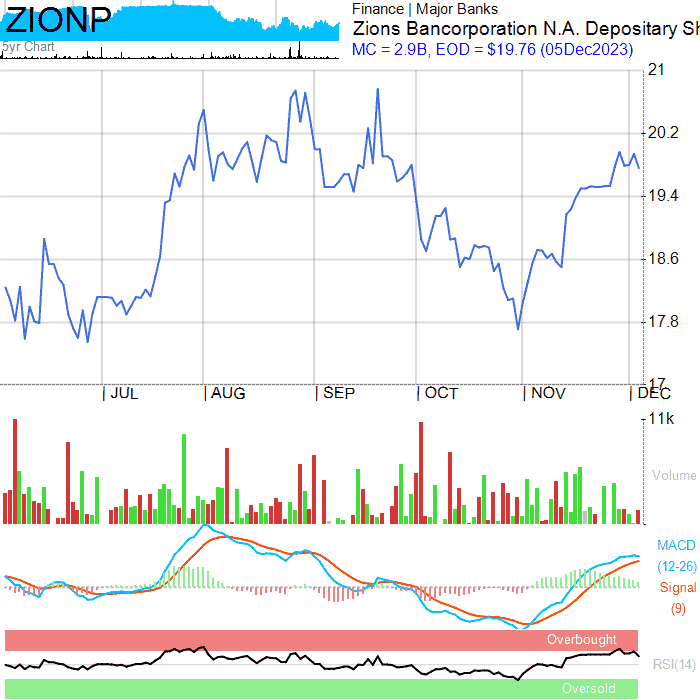 ZIONP
5yr Chart
Finance | Major Banks
Zions Bancorporation N.A. Depositary Sh
MC = 2.9B, EOD = $19.76 (05Dec2023)
21
20.2
19.4
18.6
17.8
17
| JUL | AUG | SEP | OCT | NOV | DEC
11k
Volume
MACD
(12-26)
Signal
(9)
Overbought
RSI(14)
Oversold